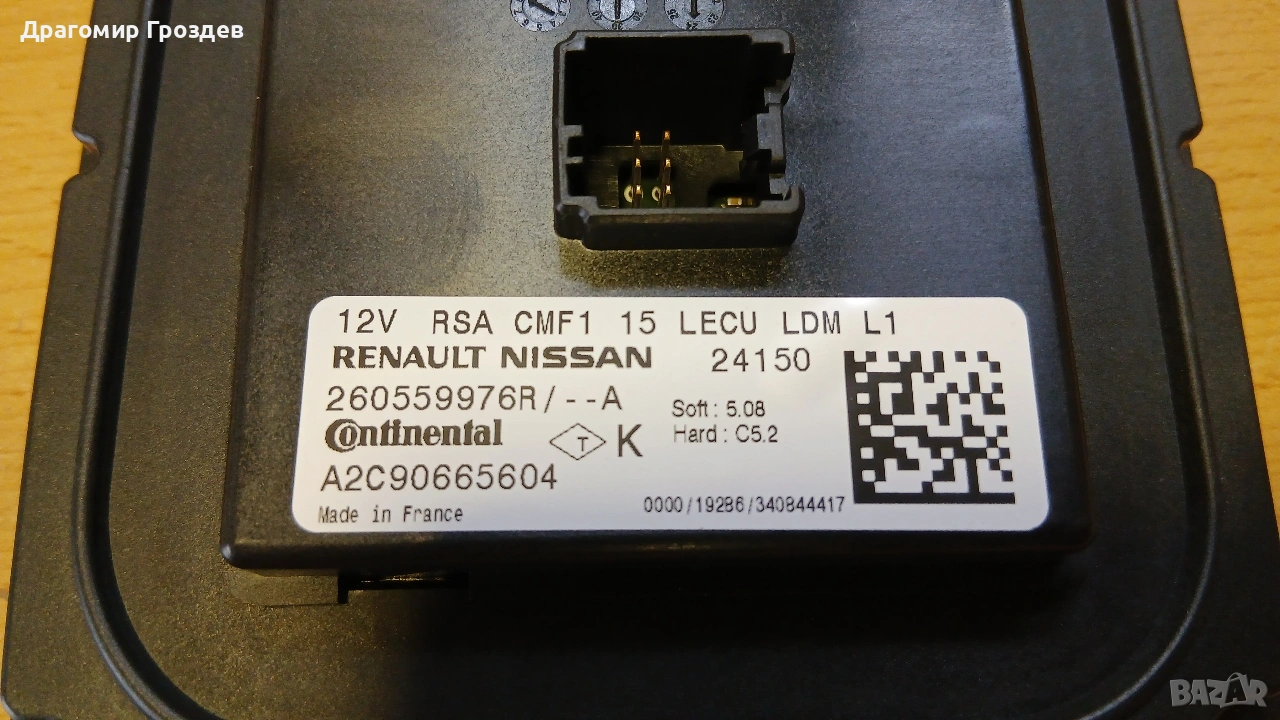 Драгомир Гроздев
12V RSA CMF1 15 LECU LDM L1
RENAULT NISSAN 24150
260559976R/--A
Soft : 5.08
Continental
T K
Hard : C5.2
A2C90665604
Made in France
0000/19286/340844417
BAZAR